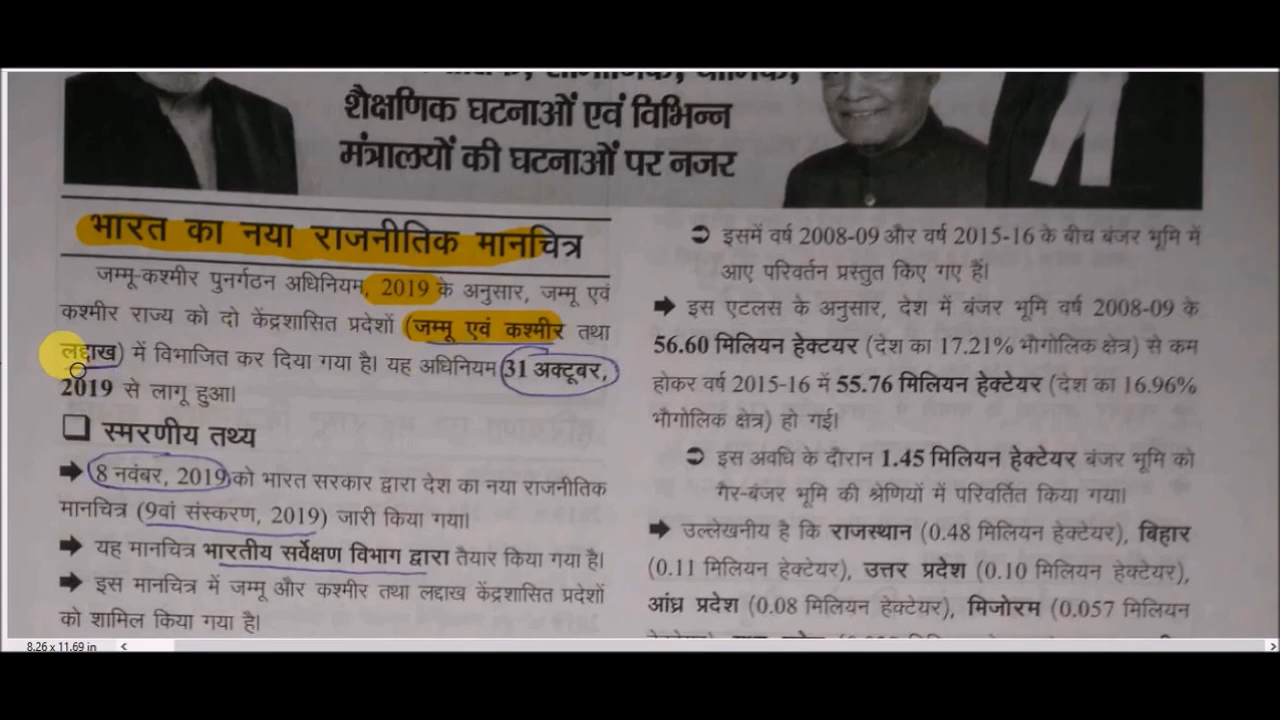 शैक्षणिक घटनाओं एवं विभिन्न
मंत्रालयों की घटनाओं पर नजर
भारत का नया राजनीतिक मानचित्र
जम्मू-कश्मीर पुनर्गठन अधिनियम, 2019 के अनुसार, जम्मू एवं
कश्मीर राज्य को दो केंद्रशासित प्रदेशों (जम्मू एवं कश्मीर तथा
लद्दाख) में विभाजित कर दिया गया है। यह अधिनियम 31 अक्टूबर,
2019 से लागू हुआ।
❑ स्मरणीय तथ्य
➡ 8 नवंबर, 2019 को भारत सरकार द्वारा देश का नया राजनीतिक
मानचित्र (9वां संस्करण, 2019) जारी किया गया।
➡ यह मानचित्र भारतीय सर्वेक्षण विभाग द्वारा तैयार किया गया है।
➡ इस मानचित्र में जम्मू और कश्मीर तथा लद्दाख केंद्रशासित प्रदेशों
को शामिल किया गया है।
➲ इसमें वर्ष 2008-09 और वर्ष 2015-16 के बीच बंजर भूमि में
आए परिवर्तन प्रस्तुत किए गए हैं।
➡ इस एटलस के अनुसार, देश में बंजर भूमि वर्ष 2008-09 के
56.60 मिलियन हेक्टयर (देश का 17.21% भौगोलिक क्षेत्र) से कम
होकर वर्ष 2015-16 में 55.76 मिलियन हेक्टेयर (देश का 16.96%
भौगोलिक क्षेत्र) हो गई।
➲ इस अवधि के दौरान 1.45 मिलियन हेक्टेयर बंजर भूमि को
गैर-बंजर भूमि की श्रेणियों में परिवर्तित किया गया।
➡ उल्लेखनीय है कि राजस्थान (0.48 मिलियन हेक्टेयर), बिहार
(0.11 मिलियन हेक्टेयर), उत्तर प्रदेश (0.10 मिलियन हेक्टेयर),
आंध्र प्रदेश (0.08 मिलियन हेक्टेयर), मिजोरम (0.057 मिलियन
8.26 x 11.69 in